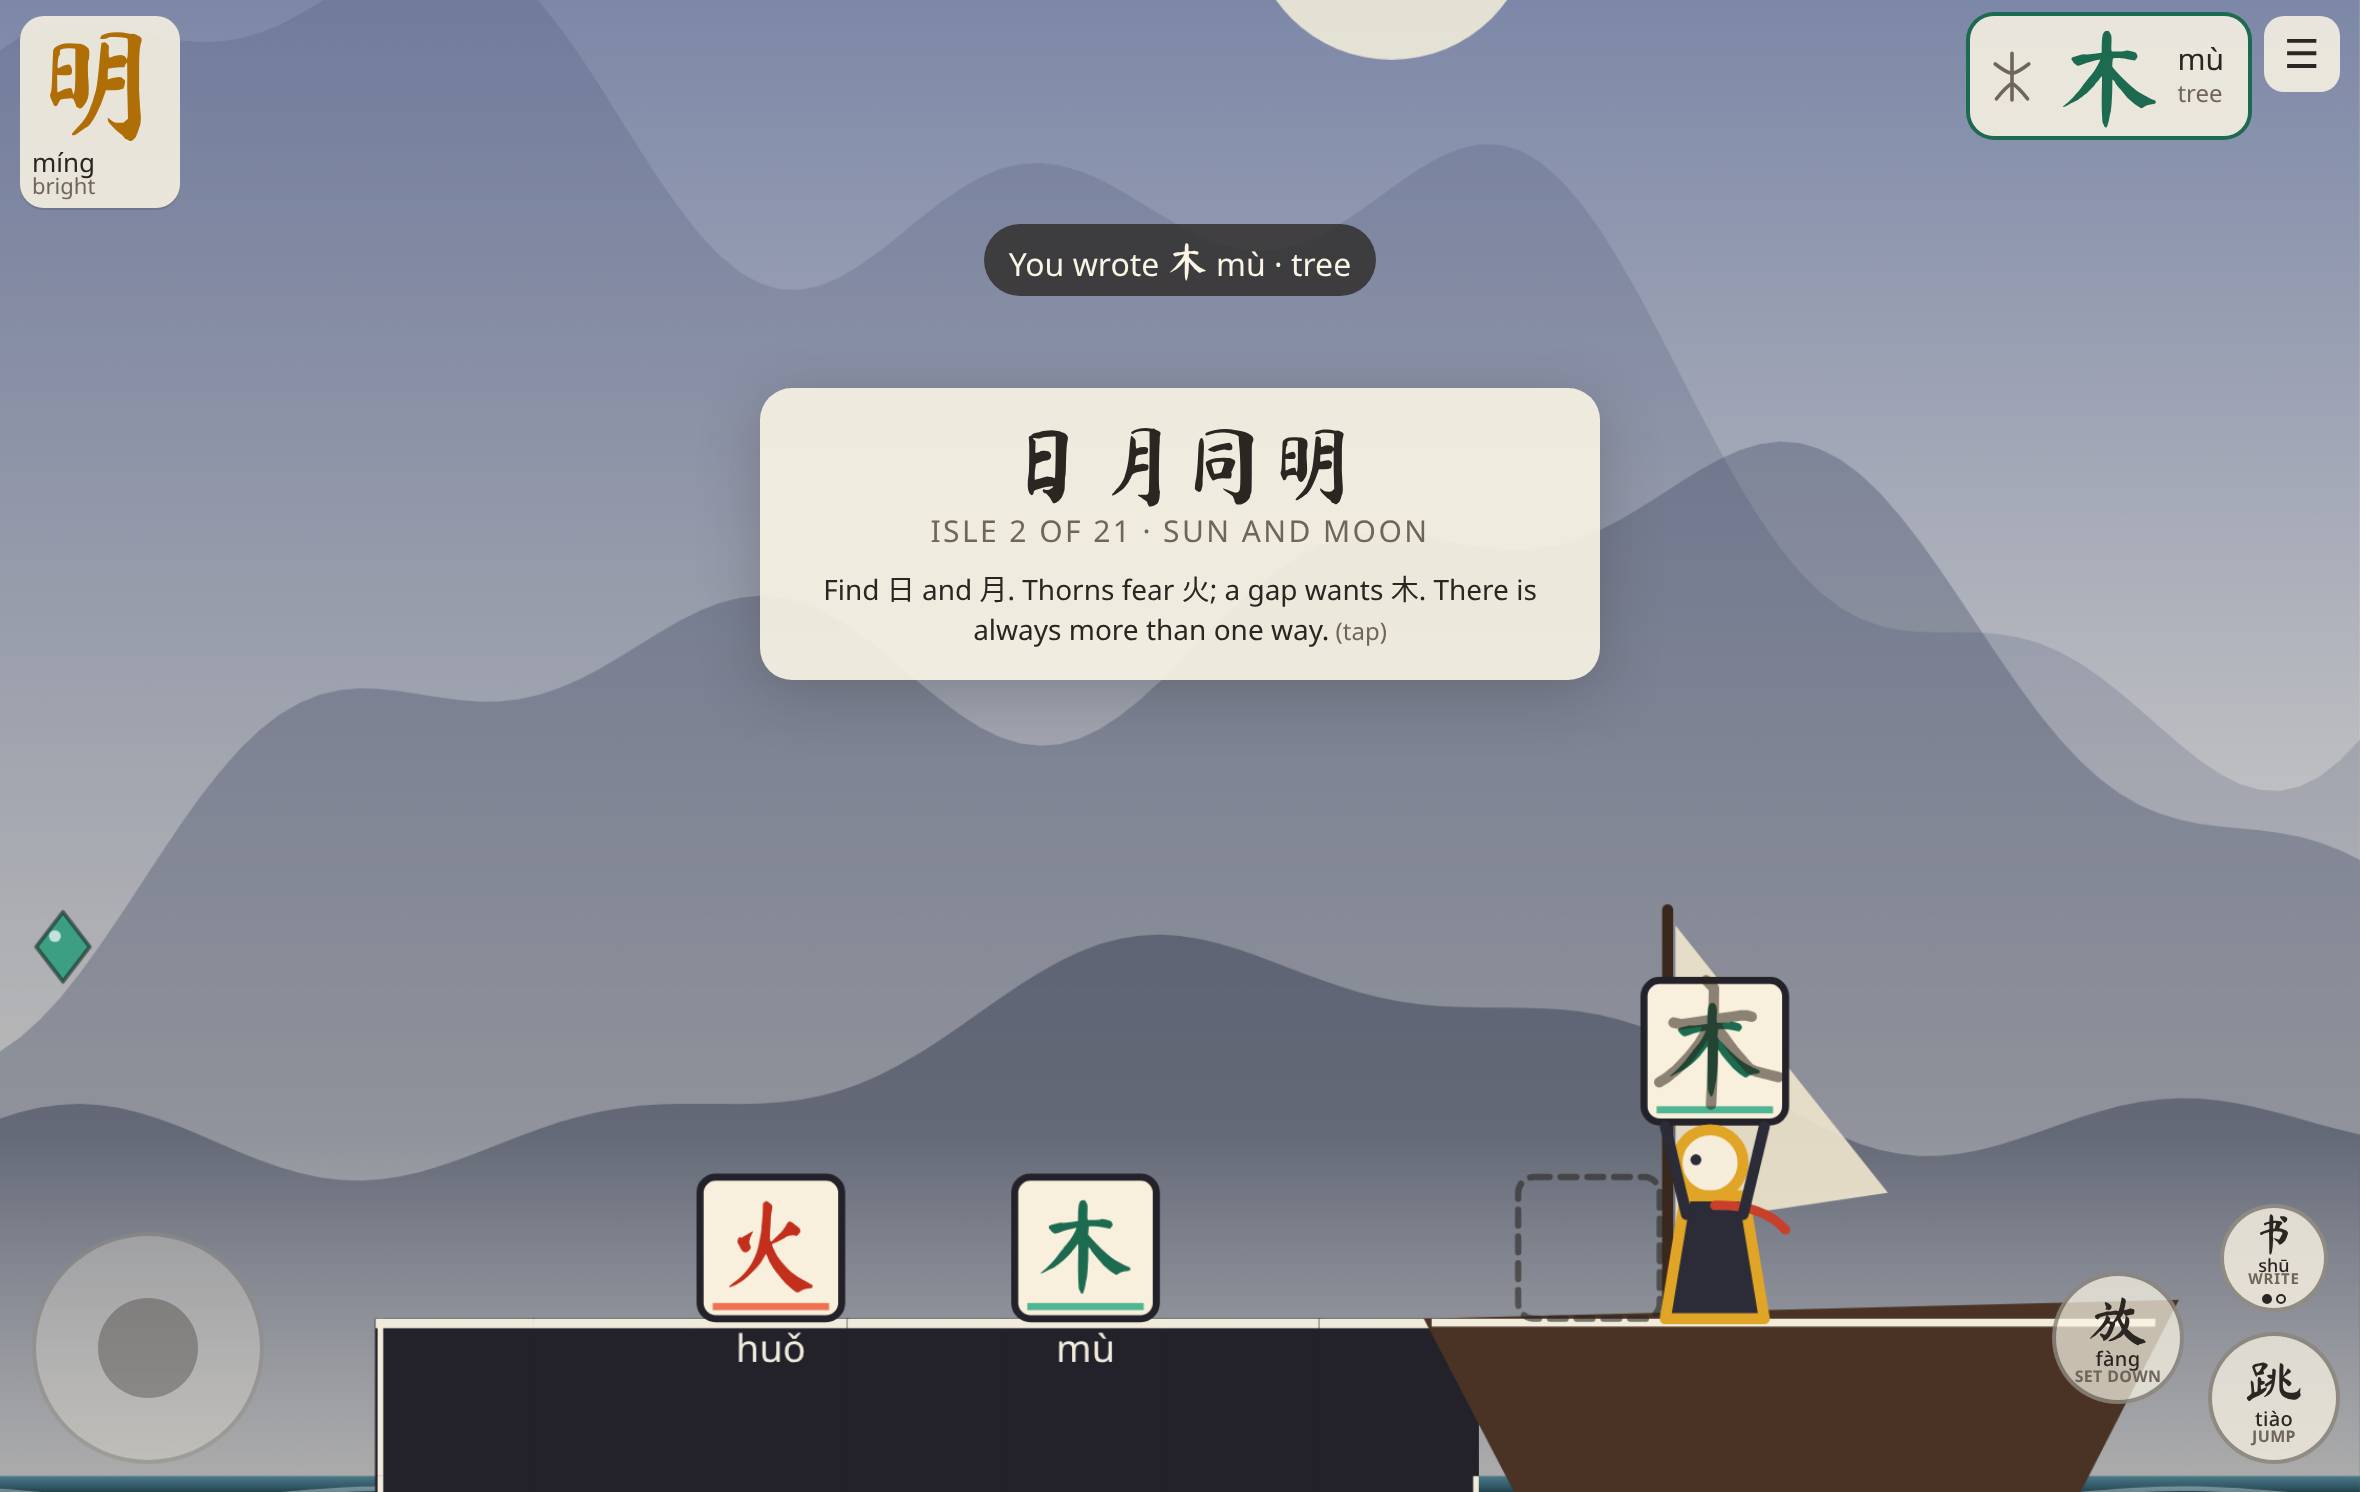 明
míng
bright
木
mù
tree
☰
You wrote 木 mù · tree
日月同明
ISLE 2 OF 21 · SUN AND MOON
Find 日 and 月. Thorns fear 火; a gap wants 木. There is
always more than one way. (tap)
木
火
huǒ
木
mù
书
shū
WRITE
放
fàng
SET DOWN
跳
tiào
JUMP